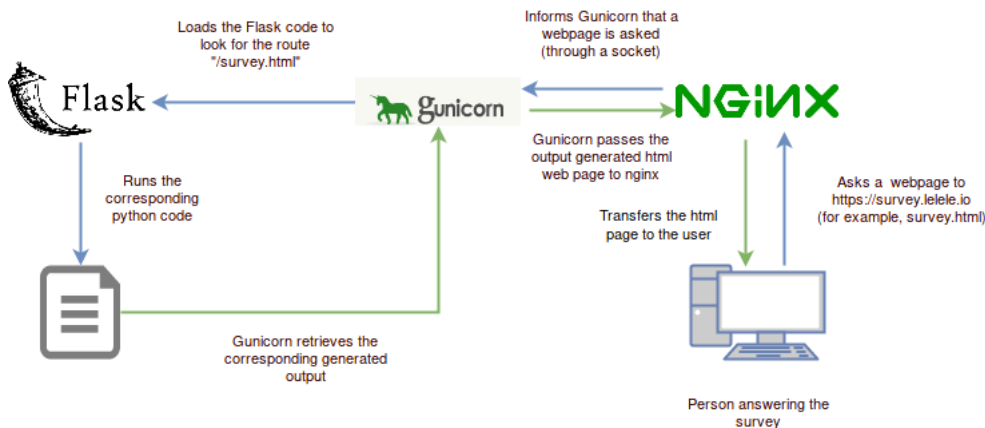 Loads the Flask code to
look for the route
"/survey.html"
Informs Gunicorn that a
webpage is asked
(through a socket)
Flask
gunicorn
NGiNX
Gunicorn passes the
output generated html
web page to nginx
Runs the
corresponding
python code
Asks a webpage to
https://survey.lelele.io
(for example, survey.html)
Transfers the html
page to the user
Gunicorn retrieves the
corresponding generated
output
Person answering the
survey